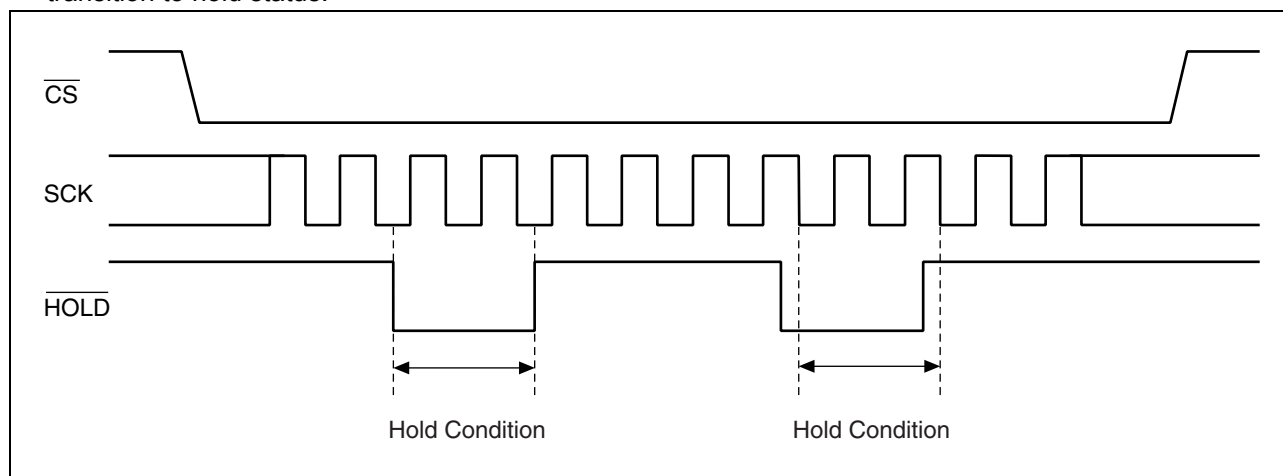 transition to hold status.
CS
SCK
HOLD
Hold Condition Hold Condition